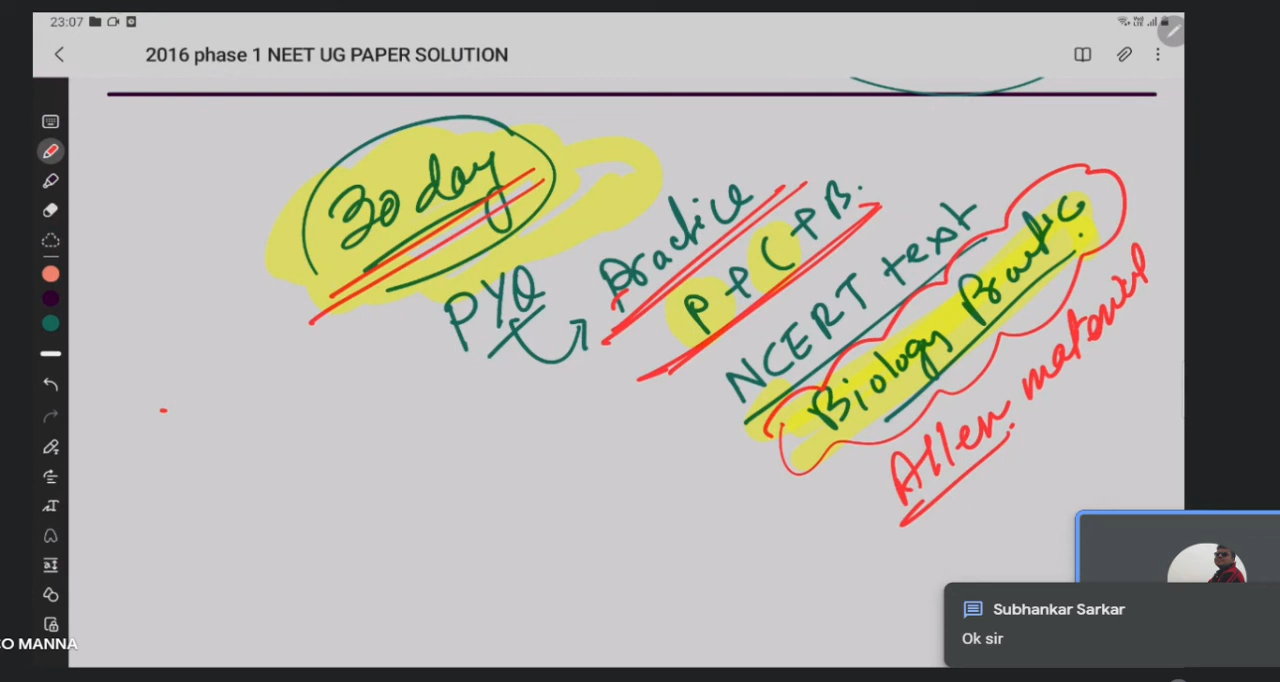 23:07
2016 phase 1 NEET UG PAPER SOLUTION
30 day
PYQ
Practice
P + C + B.
NCERT text
Biology Practic.
Allen material
Subhankar Sarkar
Ok sir
CO MANNA